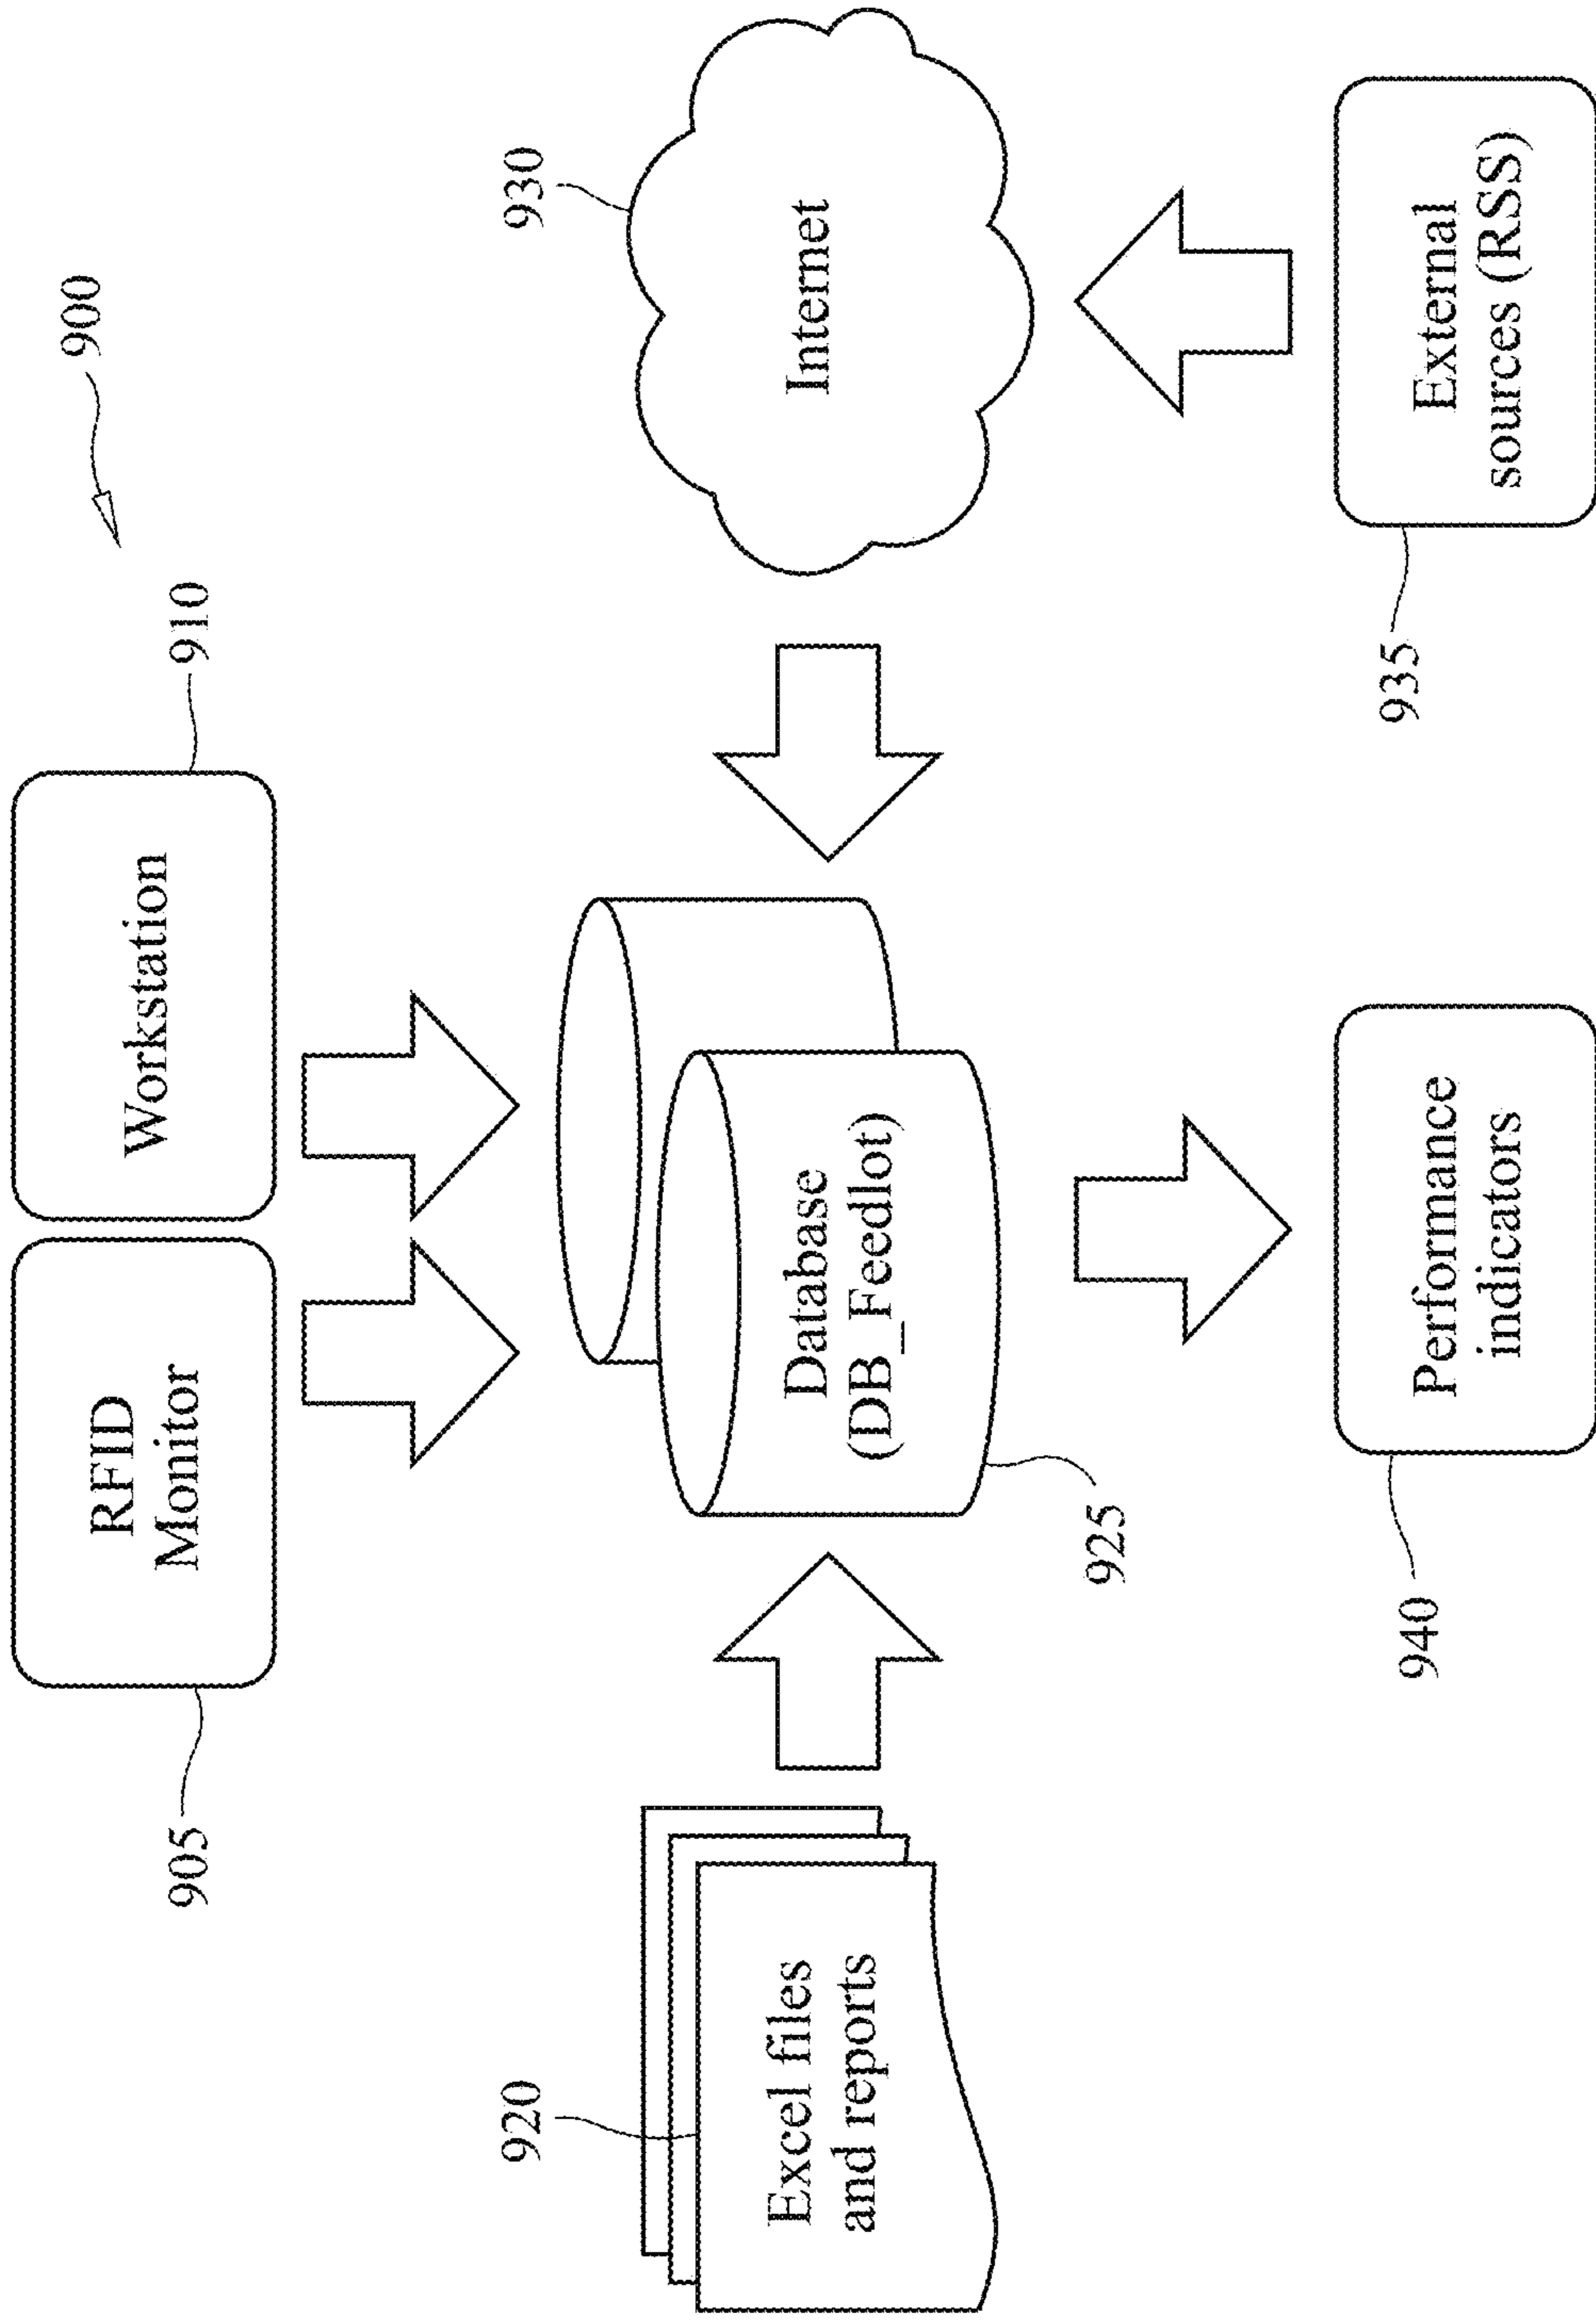 900
RFID
Monitor
905
Workstation
910
920
Excel files
and reports
Database
(DB_Feedlot)
925
930
Internet
940
Performance
indicators
935
External
sources (RSS)